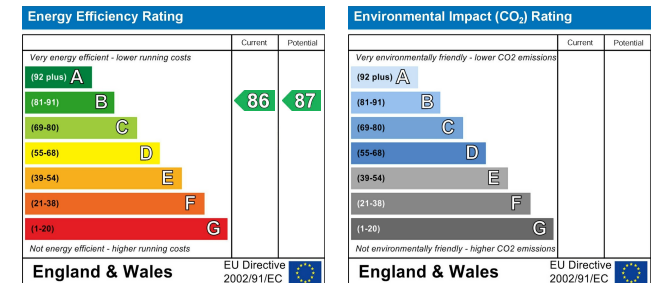 Energy Efficiency Rating
Current Potential
Very energy efficient - lower running costs
(92 plus) A
(81-91) B 86 87
(69-80) C
(55-68) D
(39-54) E
(21-38) F
(1-20) G
Not energy efficient - higher running costs
England & Wales
EU Directive
2002/91/EC
Environmental Impact (CO₂) Rating
Current Potential
Very environmentally friendly - lower CO2 emissions
(92 plus) A
(81-91) B
(69-80) C
(55-68) D
(39-54) E
(21-38) F
(1-20) G
Not environmentally friendly - higher CO2 emissions
England & Wales
EU Directive
2002/91/EC